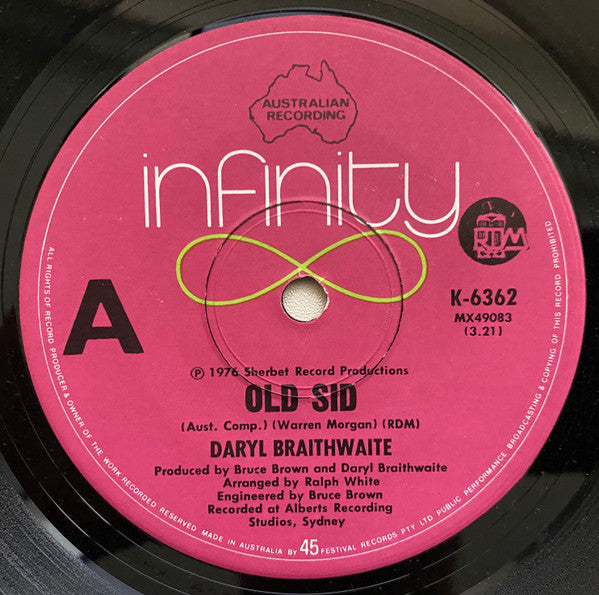 AUSTRALIAN
RECORDING
infinity
RDM
A
K-6362
MX49083
(3.21)
℗ 1976 Sherbet Record Productions
OLD SID
(Aust. Comp.) (Warren Morgan) (RDM)
DARYL BRAITHWAITE
Produced by Bruce Brown and Daryl Braithwaite
Arranged by Ralph White
Engineered by Bruce Brown
Recorded at Alberts Recording
Studios, Sydney
ALL RIGHTS OF RECORD PRODUCER & OWNER OF THE WORK RECORDED RESERVED MADE IN AUSTRALIA BY 45 FESTIVAL RECORDS PTY LTD PUBLIC PERFORMANCE BROADCASTING & COPYING OF THIS RECORD PROHIBITED